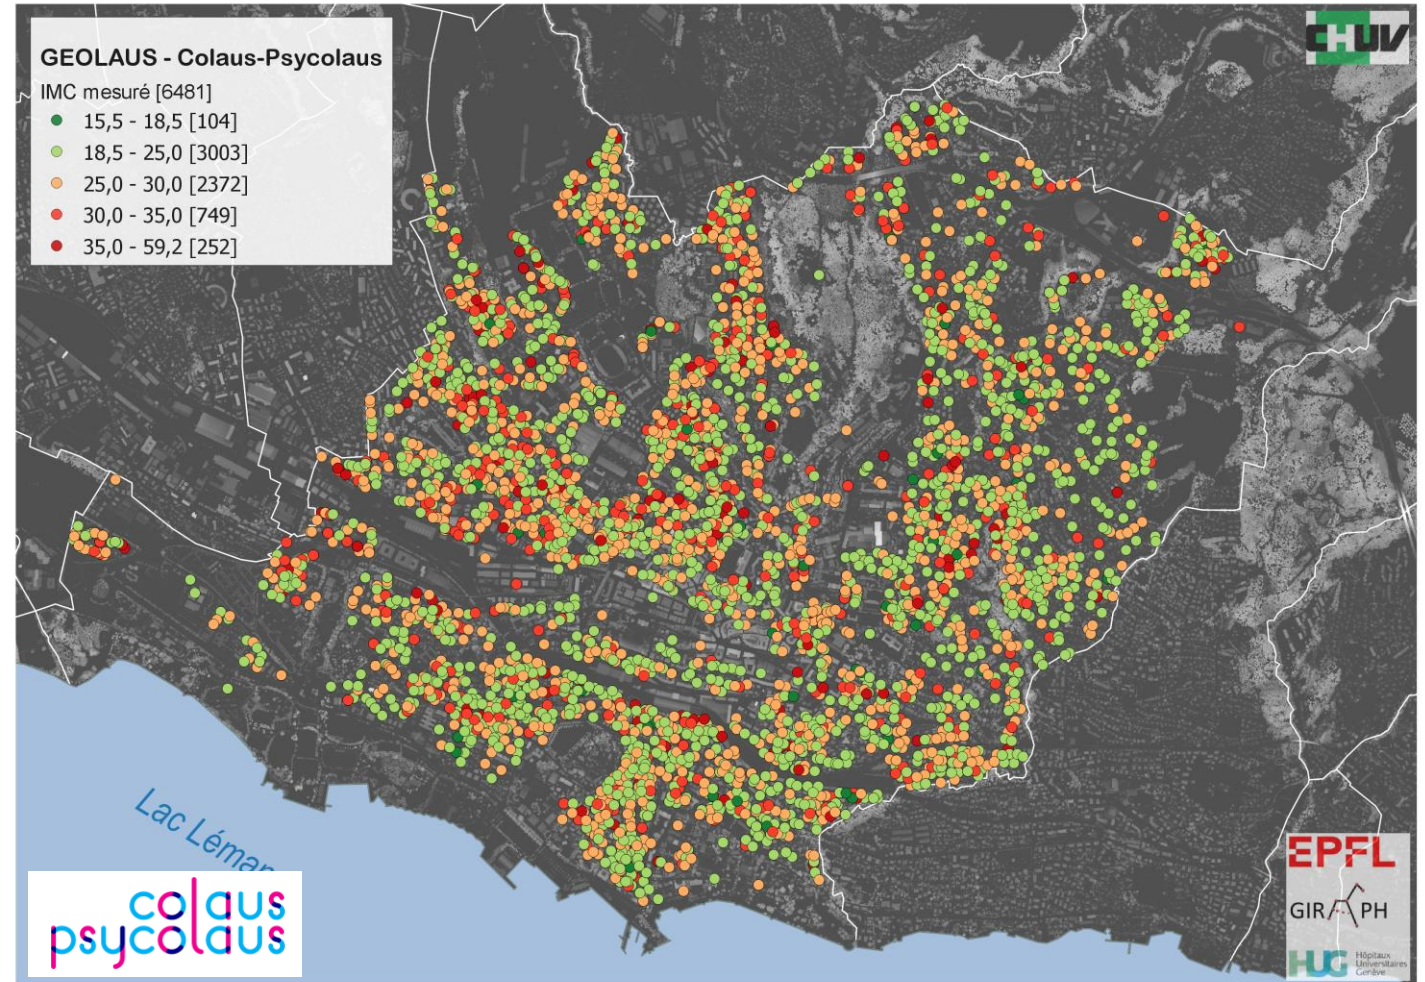 GEOLAUS - Colaus-Psycolaus
IMC mesuré [6481]
15,5 - 18,5 [104]
18,5 - 25,0 [3003]
25,0 - 30,0 [2372]
30,0 - 35,0 [749]
35,0 - 59,2 [252]
CHUV
Lac Léman
colaus
psycolaus
EPFL
GIRAPH
HUG
Hôpitaux
Universitaires
Genève